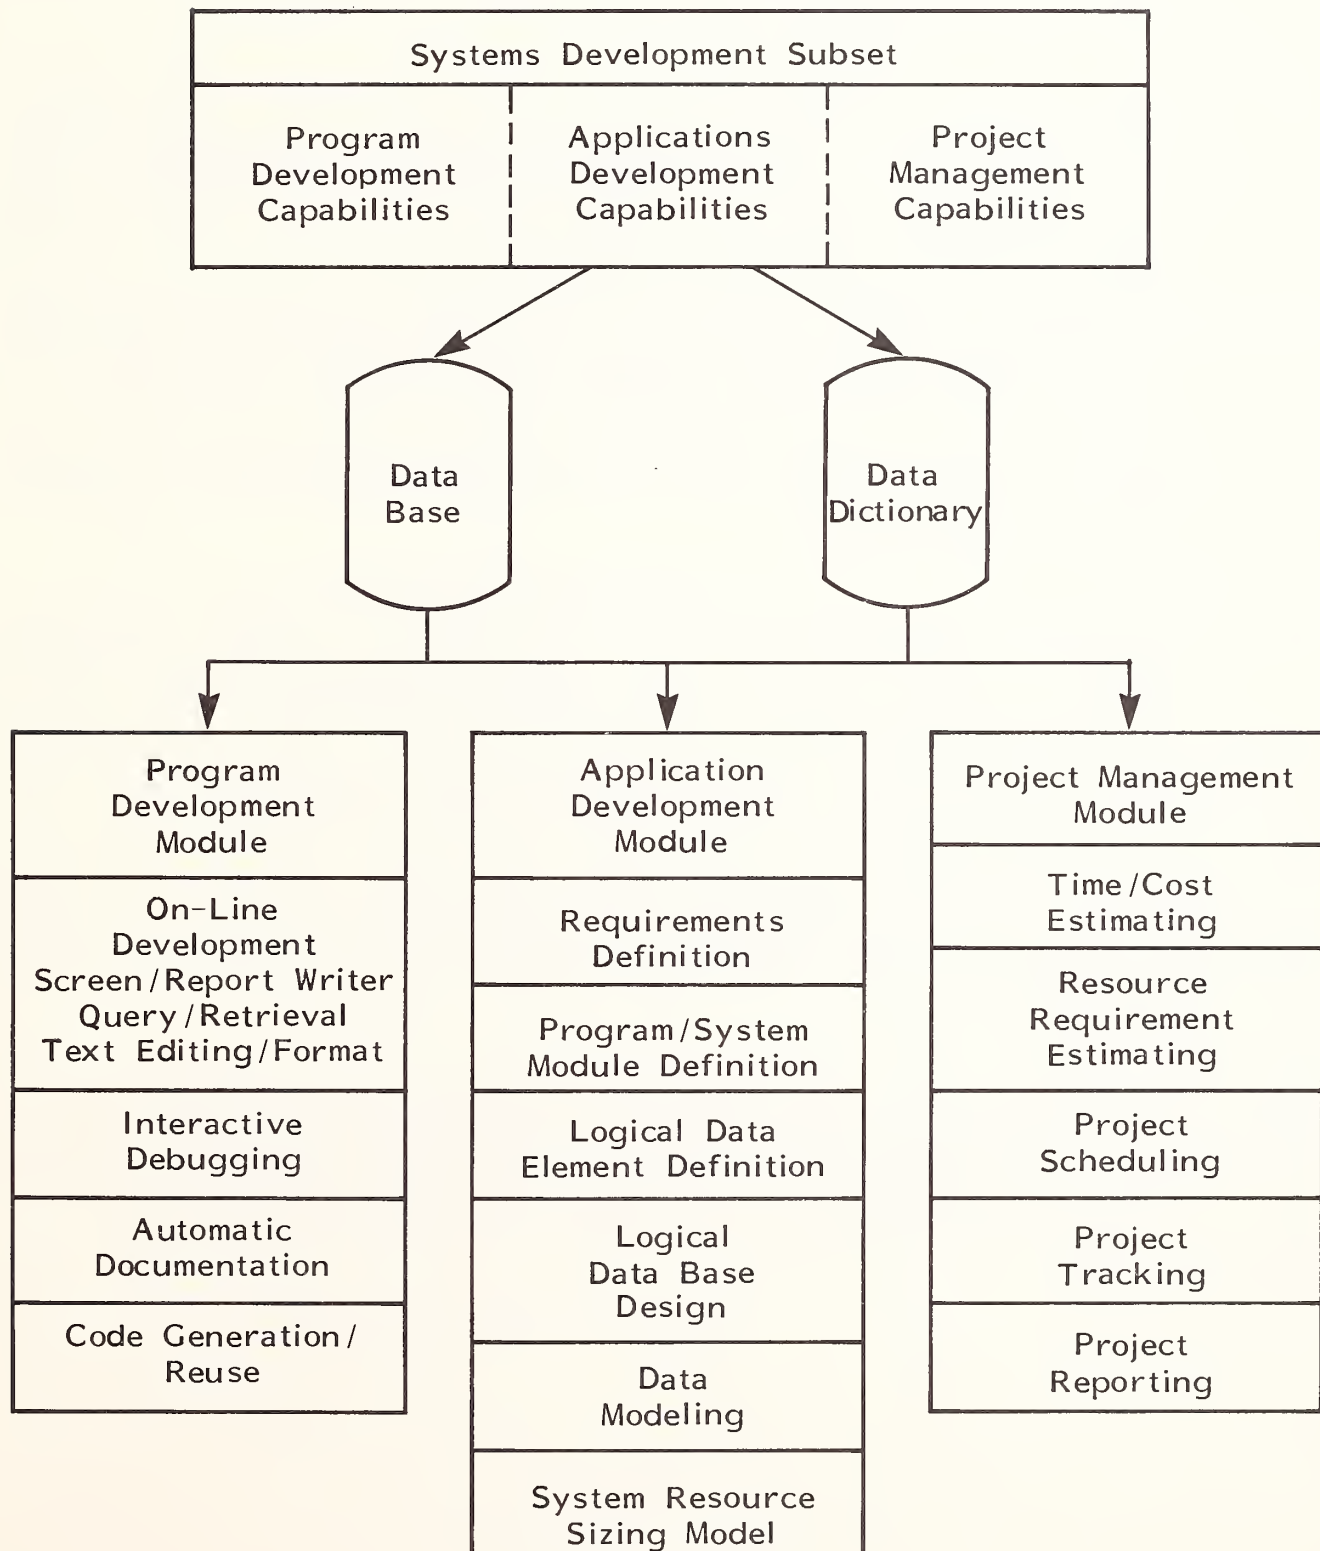 Systems Development Subset
Program
Development
Capabilities
Applications
Development
Capabilities
Project
Management
Capabilities
Data
Base
Data
Dictionary
Program
Development
Module
On-Line
Development
Screen/Report Writer
Query/Retrieval
Text Editing/Format
Interactive
Debugging
Automatic
Documentation
Code Generation/
Reuse
Application
Development
Module
Requirements
Definition
Program/System
Module Definition
Logical Data
Element Definition
Logical
Data Base
Design
Data
Modeling
System Resource
Sizing Model
Project Management
Module
Time/Cost
Estimating
Resource
Requirement
Estimating
Project
Scheduling
Project
Tracking
Project
Reporting